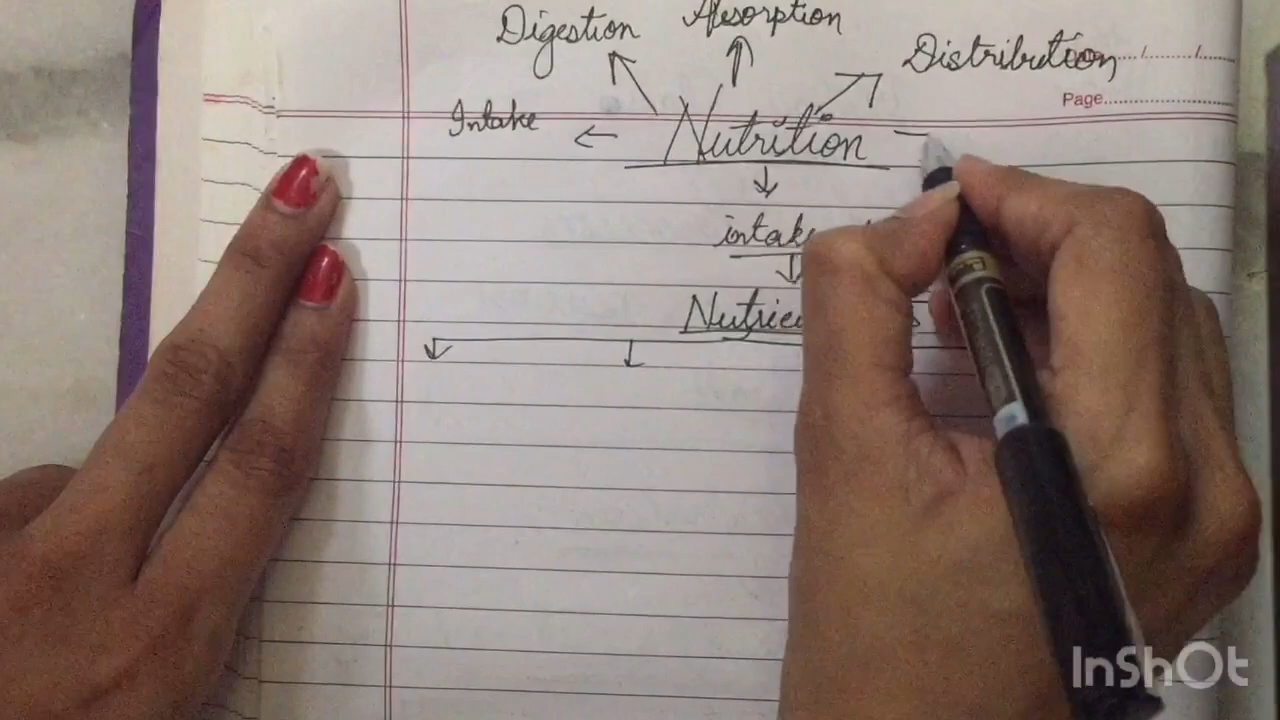 Digestion
Absorption
Distribution
Page
Intake
Nutrition
InShOt